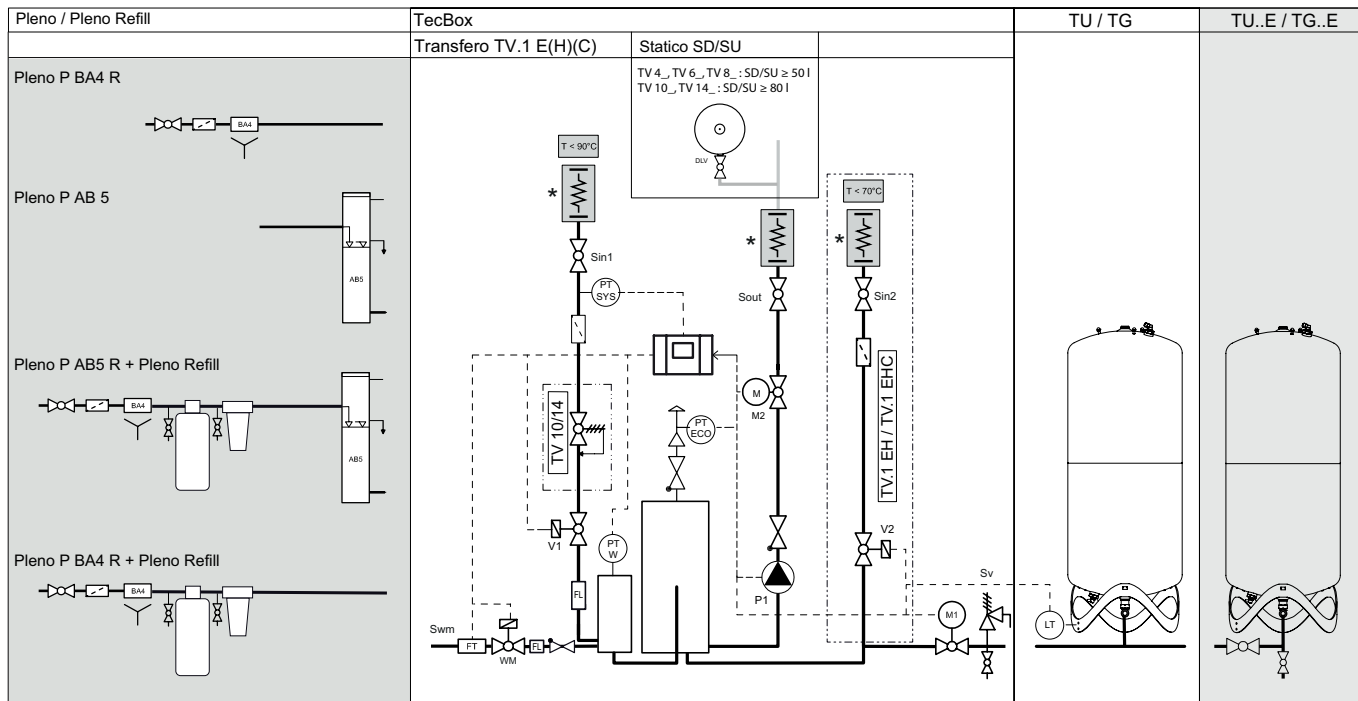 Pleno / Pleno Refill
TecBox
TU / TG
TU..E / TG..E
Transfero TV.1 E(H)(C)
Statico SD/SU
Pleno P BA4 R
BA4
Pleno P AB 5
AB5
Pleno P AB5 R + Pleno Refill
BA4
AB5
Pleno P BA4 R + Pleno Refill
BA4
TV 4_, TV 6_, TV 8_ : SD/SU ≥ 50 l
TV 10_, TV 14_ : SD/SU ≥ 80 l
DLV
T < 90°C
*
Sin1
PT
SYS
*
Sout
T < 70°C
*
Sin2
TV 10/14
M
M2
PT
ECO
TV.1 EH / TV.1 EHC
V1
PT
W
FL
P1
V2
Swm
FT
WM
FL
M1
Sv
LT